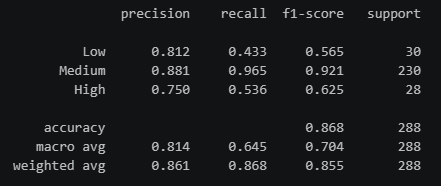 precision recall f1-score support
Low 0.812 0.433 0.565 30
Medium 0.881 0.965 0.921 230
High 0.750 0.536 0.625 28
accuracy 0.868 288
macro avg 0.814 0.645 0.704 288
weighted avg 0.861 0.868 0.855 288